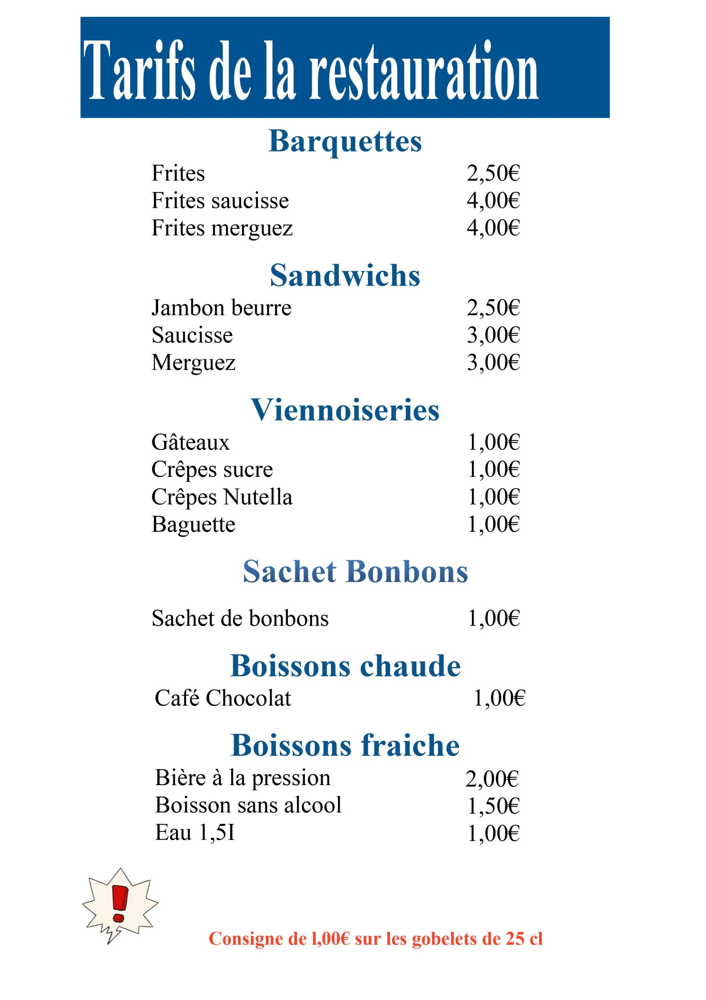 Tarifs de la restauration
Barquettes
Frites 2,50€
Frites saucisse 4,00€
Frites merguez 4,00€
Sandwichs
Jambon beurre 2,50€
Saucisse 3,00€
Merguez 3,00€
Viennoiseries
Gâteaux 1,00€
Crêpes sucre 1,00€
Crêpes Nutella 1,00€
Baguette 1,00€
Sachet Bonbons
Sachet de bonbons 1,00€
Boissons chaude
Café Chocolat 1,00€
Boissons fraiche
Bière à la pression 2,00€
Boisson sans alcool 1,50€
Eau 1,5I 1,00€
!
Consigne de l,00€ sur les gobelets de 25 cl